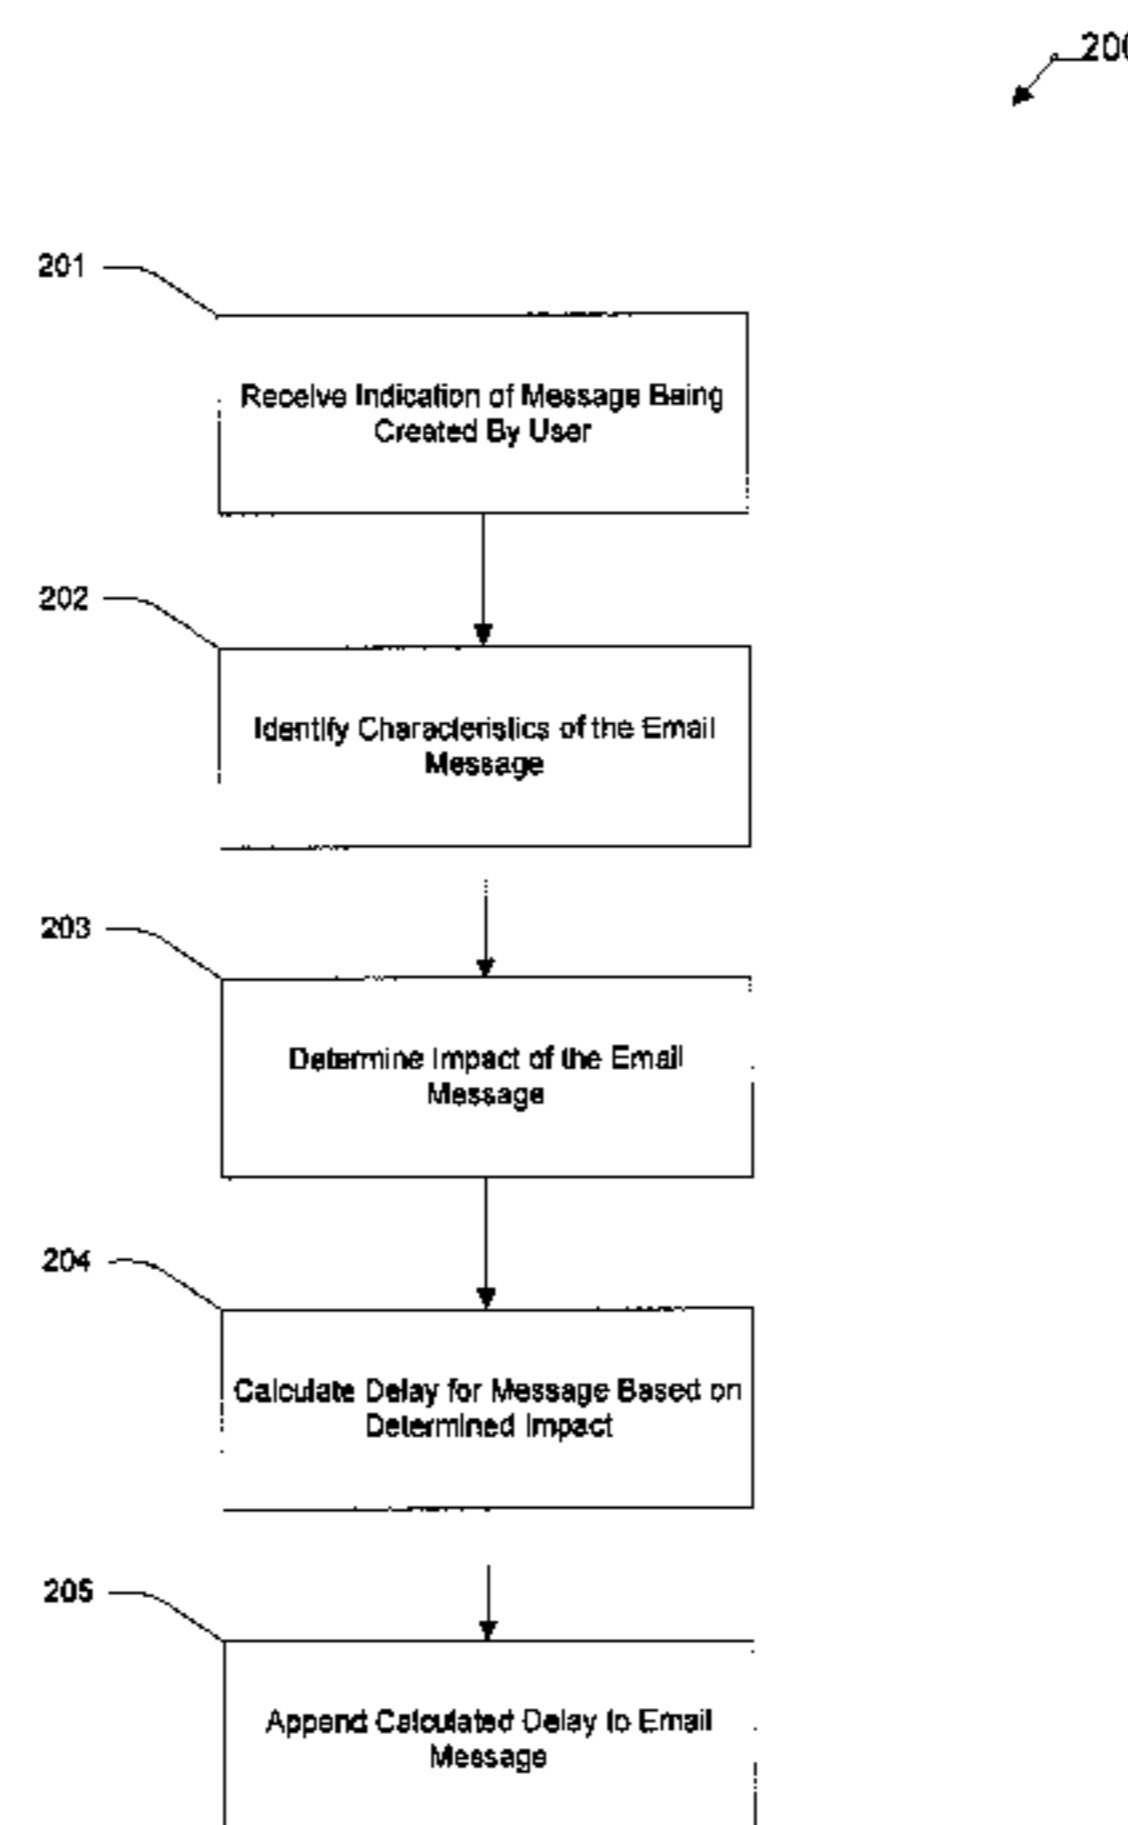 200
201
Receive Indication of Message Being
Created By User
202
Identify Characteristics of the Email
Message
203
Determine Impact of the Email
Message
204
Calculate Delay for Message Based on
Determined Impact
205
Append Calculated Delay to Email
Message